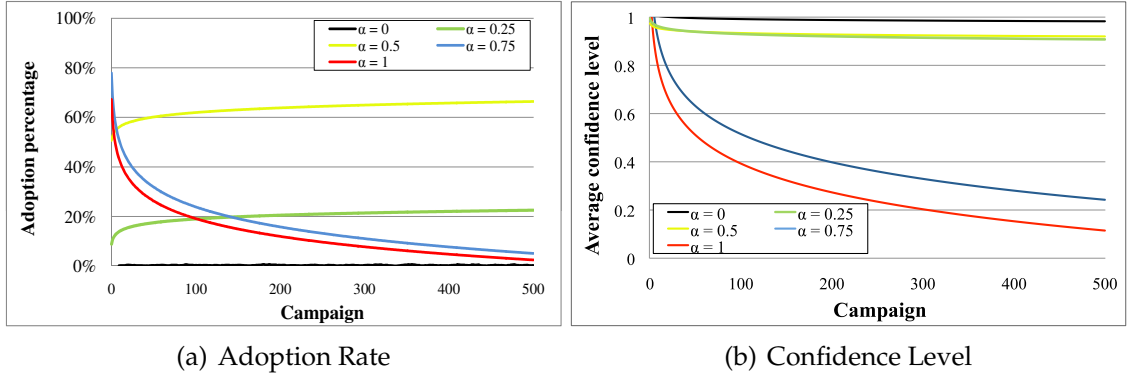 100%
80%
60%
40%
20%
0%
Adoption percentage
α = 0
α = 0.25
α = 0.5
α = 0.75
α = 1
0
100
200
300
400
500
Campaign
(a) Adoption Rate
1
0.8
0.6
0.4
0.2
0
Average confidence level
α = 0
α = 0.25
α = 0.5
α = 0.75
α = 1
0
100
200
300
400
500
Campaign
(b) Confidence Level